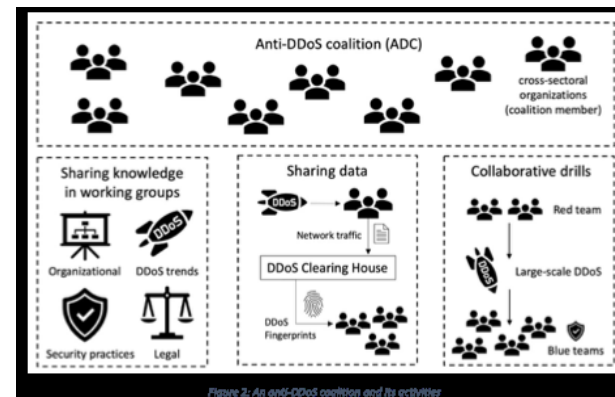 Anti-DDoS coalition (ADC)
cross-sectoral
organizations
(coalition member)
Sharing knowledge
in working groups
Organizational
DDoS
DDoS trends
Security practices
Legal
Sharing data
DDoS
Network traffic
DDoS Clearing House
DDoS
Fingerprints
Collaborative drills
Red team
DDoS
Large-scale DDoS
Blue teams
Figure 2: An anti-DDoS coalition and its activities